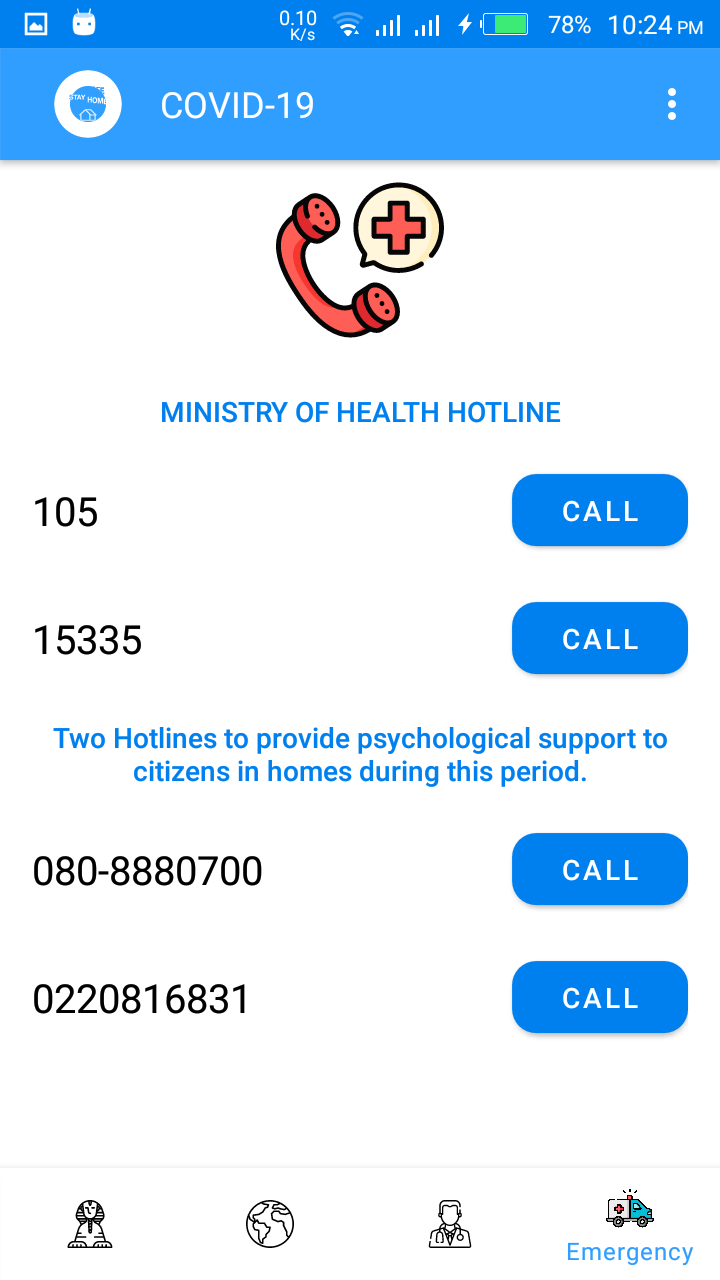 0.10
K/s
78%
10:24 PM
STAY HOME
COVID-19
MINISTRY OF HEALTH HOTLINE
105
CALL
15335
CALL
Two Hotlines to provide psychological support to
citizens in homes during this period.
080-8880700
CALL
0220816831
CALL
Emergency